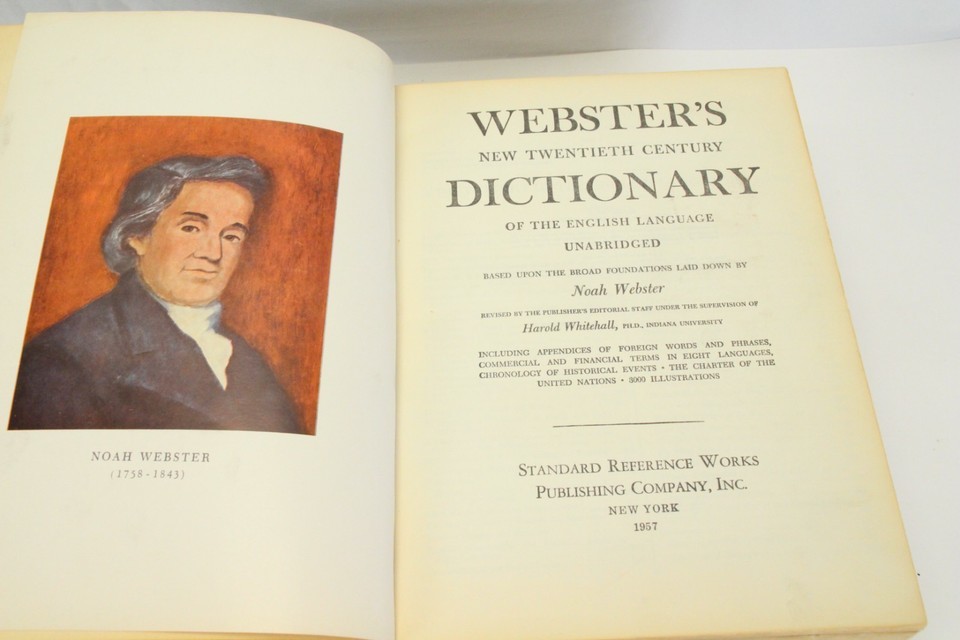 NOAH WEBSTER
(1758-1843)
WEBSTER'S
NEW TWENTIETH CENTURY
DICTIONARY
OF THE ENGLISH LANGUAGE
UNABRIDGED
BASED UPON THE BROAD FOUNDATIONS LAID DOWN BY
Noah Webster
REVISED BY THE PUBLISHER'S EDITORIAL STAFF UNDER THE SUPERVISION OF
Harold Whitehall, PH.D., INDIANA UNIVERSITY
INCLUDING APPENDICES OF FOREIGN WORDS AND PHRASES,
COMMERCIAL AND FINANCIAL TERMS IN EIGHT LANGUAGES,
CHRONOLOGY OF HISTORICAL EVENTS • THE CHARTER OF THE
UNITED NATIONS • 3000 ILLUSTRATIONS
STANDARD REFERENCE WORKS
PUBLISHING COMPANY, INC.
NEW YORK
1957